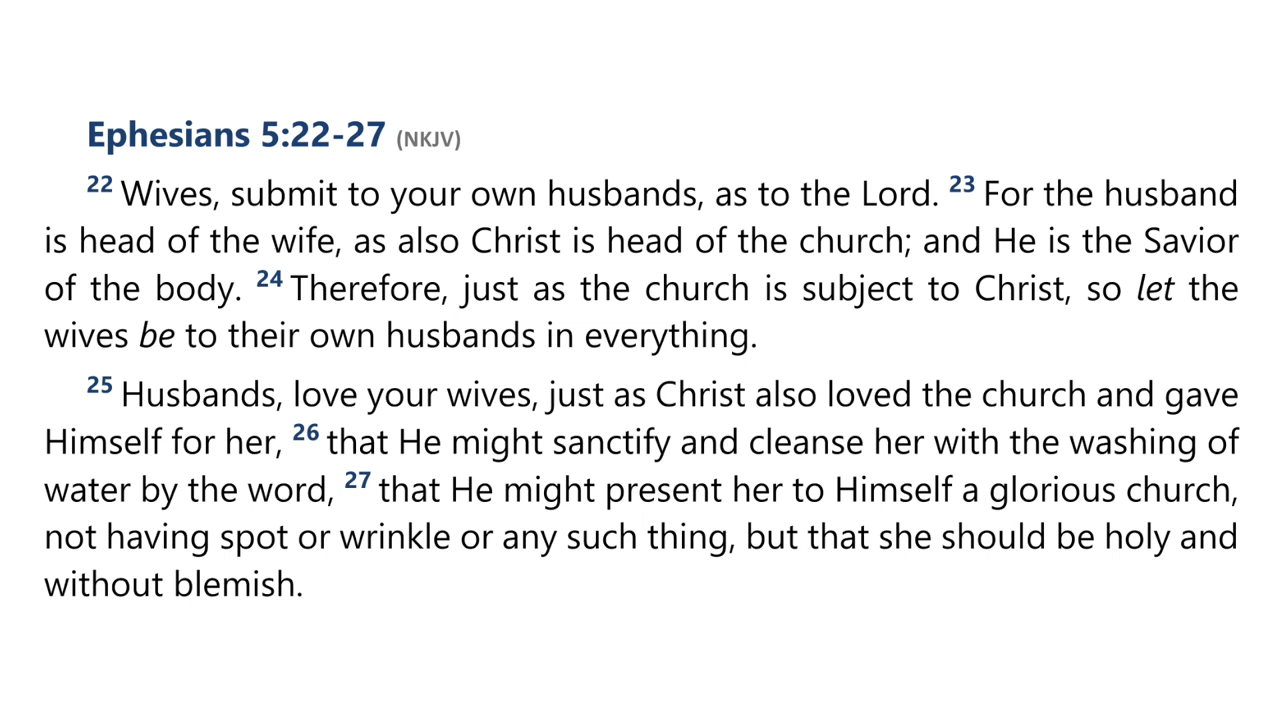 Ephesians 5:22-27 (NKJV)
22 Wives, submit to your own husbands, as to the Lord. 23 For the husband
is head of the wife, as also Christ is head of the church; and He is the Savior
of the body. 24 Therefore, just as the church is subject to Christ, so let the
wives be to their own husbands in everything.
25 Husbands, love your wives, just as Christ also loved the church and gave
Himself for her, 26 that He might sanctify and cleanse her with the washing of
water by the word, 27 that He might present her to Himself a glorious church,
not having spot or wrinkle or any such thing, but that she should be holy and
without blemish.